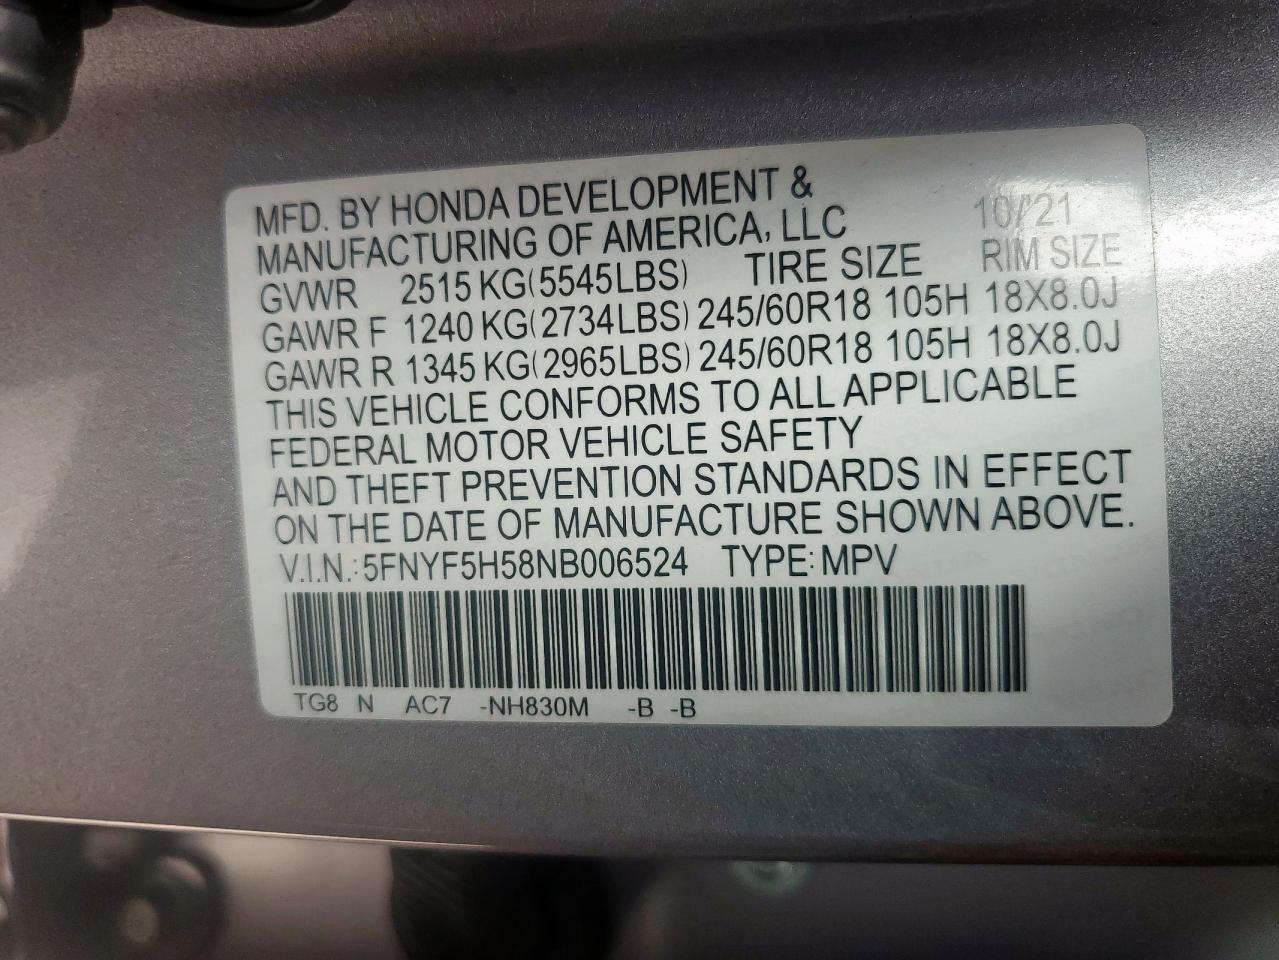 MFD. BY HONDA DEVELOPMENT & 10/'21
MANUFACTURING OF AMERICA, LLC
GVWR 2515 KG(5545LBS) TIRE SIZE RIM SIZE
GAWR F 1240 KG(2734LBS) 245/60R18 105H 18X8.0J
GAWR R 1345 KG(2965LBS) 245/60R18 105H 18X8.0J
THIS VEHICLE CONFORMS TO ALL APPLICABLE
FEDERAL MOTOR VEHICLE SAFETY
AND THEFT PREVENTION STANDARDS IN EFFECT
ON THE DATE OF MANUFACTURE SHOWN ABOVE.
V.I.N.:5FNYF5H58NB006524 TYPE:MPV
TG8 N AC7 -NH830M -B -B